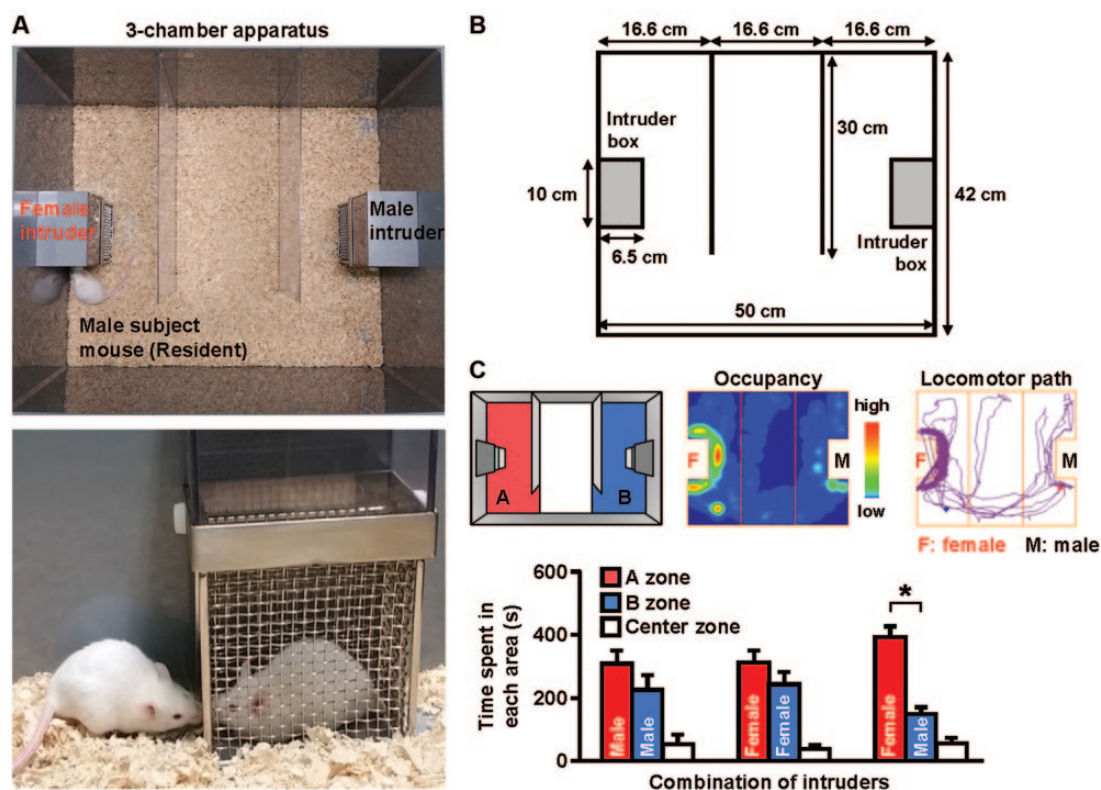 A
3-chamber apparatus
Female
intruder
Male
intruder
Male subject
mouse (Resident)
B
16.6 cm
16.6 cm
16.6 cm
Intruder
box
30 cm
10 cm
42 cm
6.5 cm
Intruder
box
50 cm
C
A
B
Occupancy
F
M
high
low
Locomotor path
F
M
F: female
M: male
Time spent in
each area (s)
600
400
200
0
A zone
B zone
Center zone
*
Male
Male
Female
Female
Female
Male
Combination of intruders